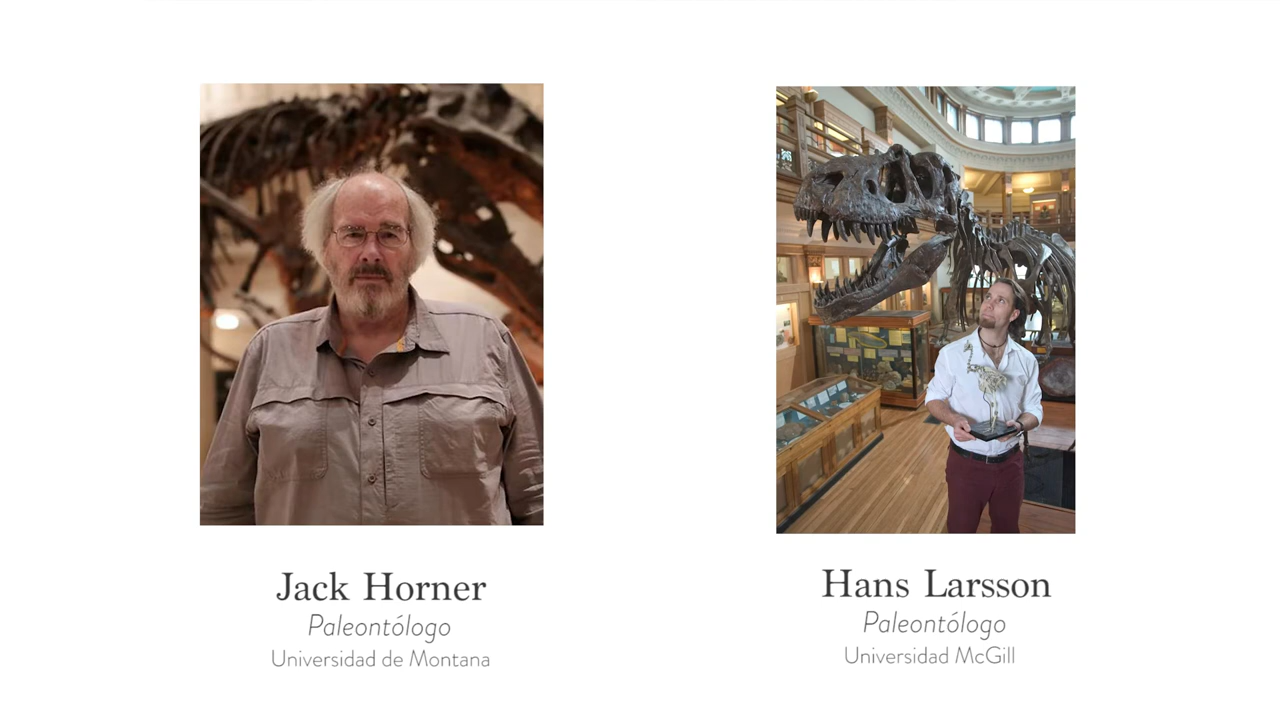 Jack Horner
Paleontólogo
Universidad de Montana
Hans Larsson
Paleontólogo
Universidad McGill